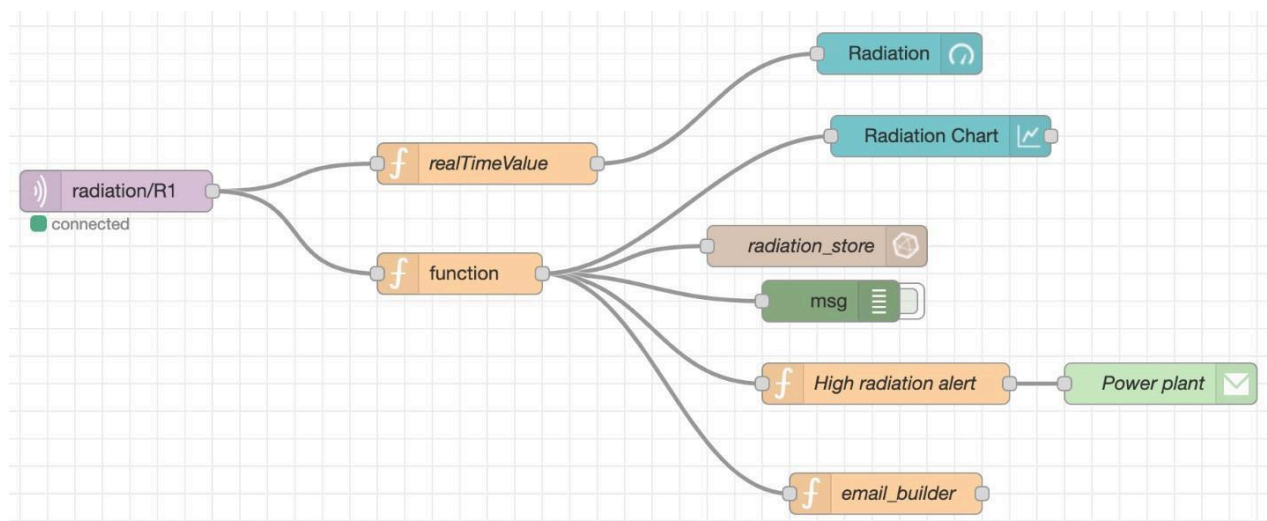 Radiation
Radiation Chart
realTimeValue
radiation/R1
connected
radiation_store
function
msg
High radiation alert
Power plant
email_builder